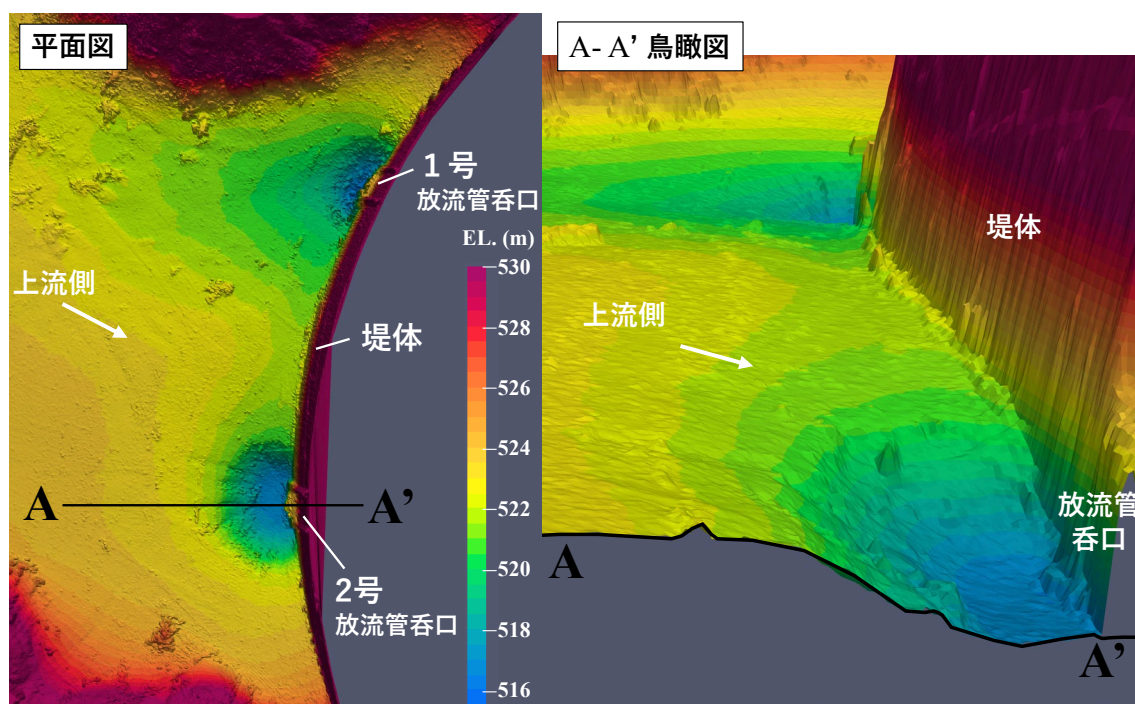 平面図
1号
放流管呑口
EL. (m)
530
528
526
524
522
520
518
516
上流側
堤体
A
A’
2号
放流管呑口
A- A’ 鳥瞰図
堤体
上流側
放流管
呑口
A
A’